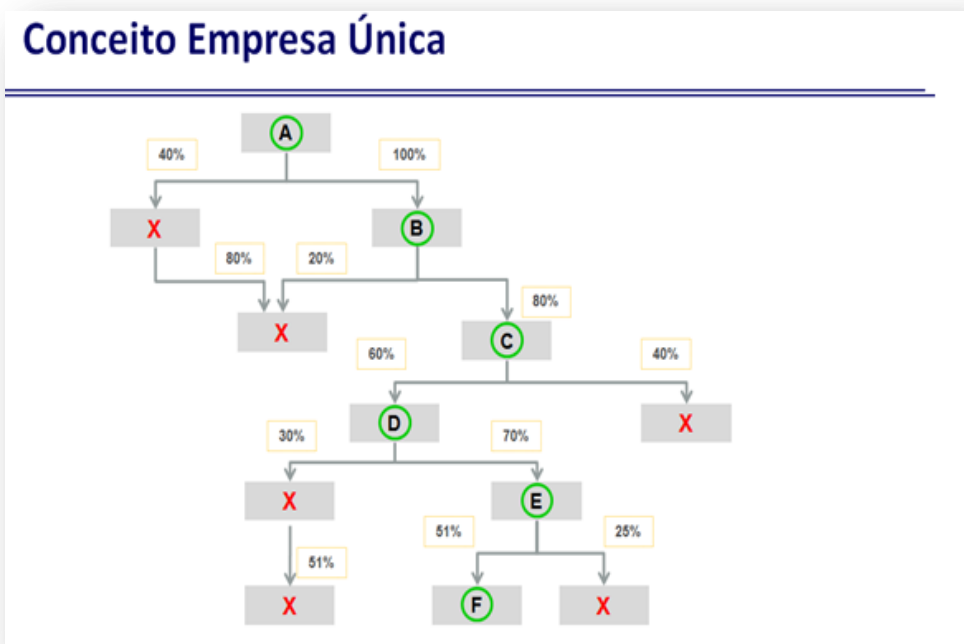 Conceito Empresa Única
A
40%
100%
X
B
80%
20%
80%
X
C
60%
40%
D
X
30%
70%
X
E
51%
51%
25%
X
F
X